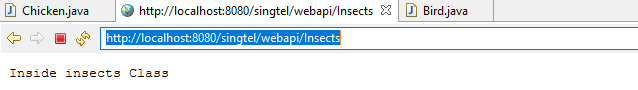 Chicken.java http://localhost:8080/singtel/webapi/Insects Bird.java
http://localhost:8080/singtel/webapi/Insects
Inside insects Class